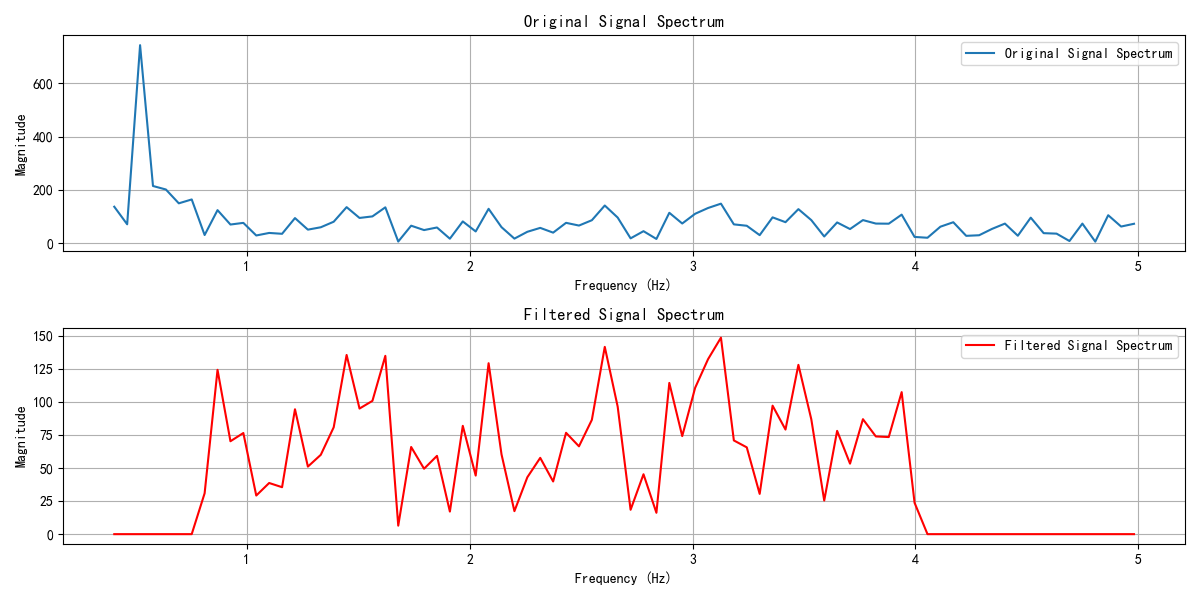 Original Signal Spectrum
Original Signal Spectrum
Magnitude
600
400
200
0
1
2
3
4
5
Frequency (Hz)
Filtered Signal Spectrum
Filtered Signal Spectrum
Magnitude
150
125
100
75
50
25
0
1
2
3
4
5
Frequency (Hz)